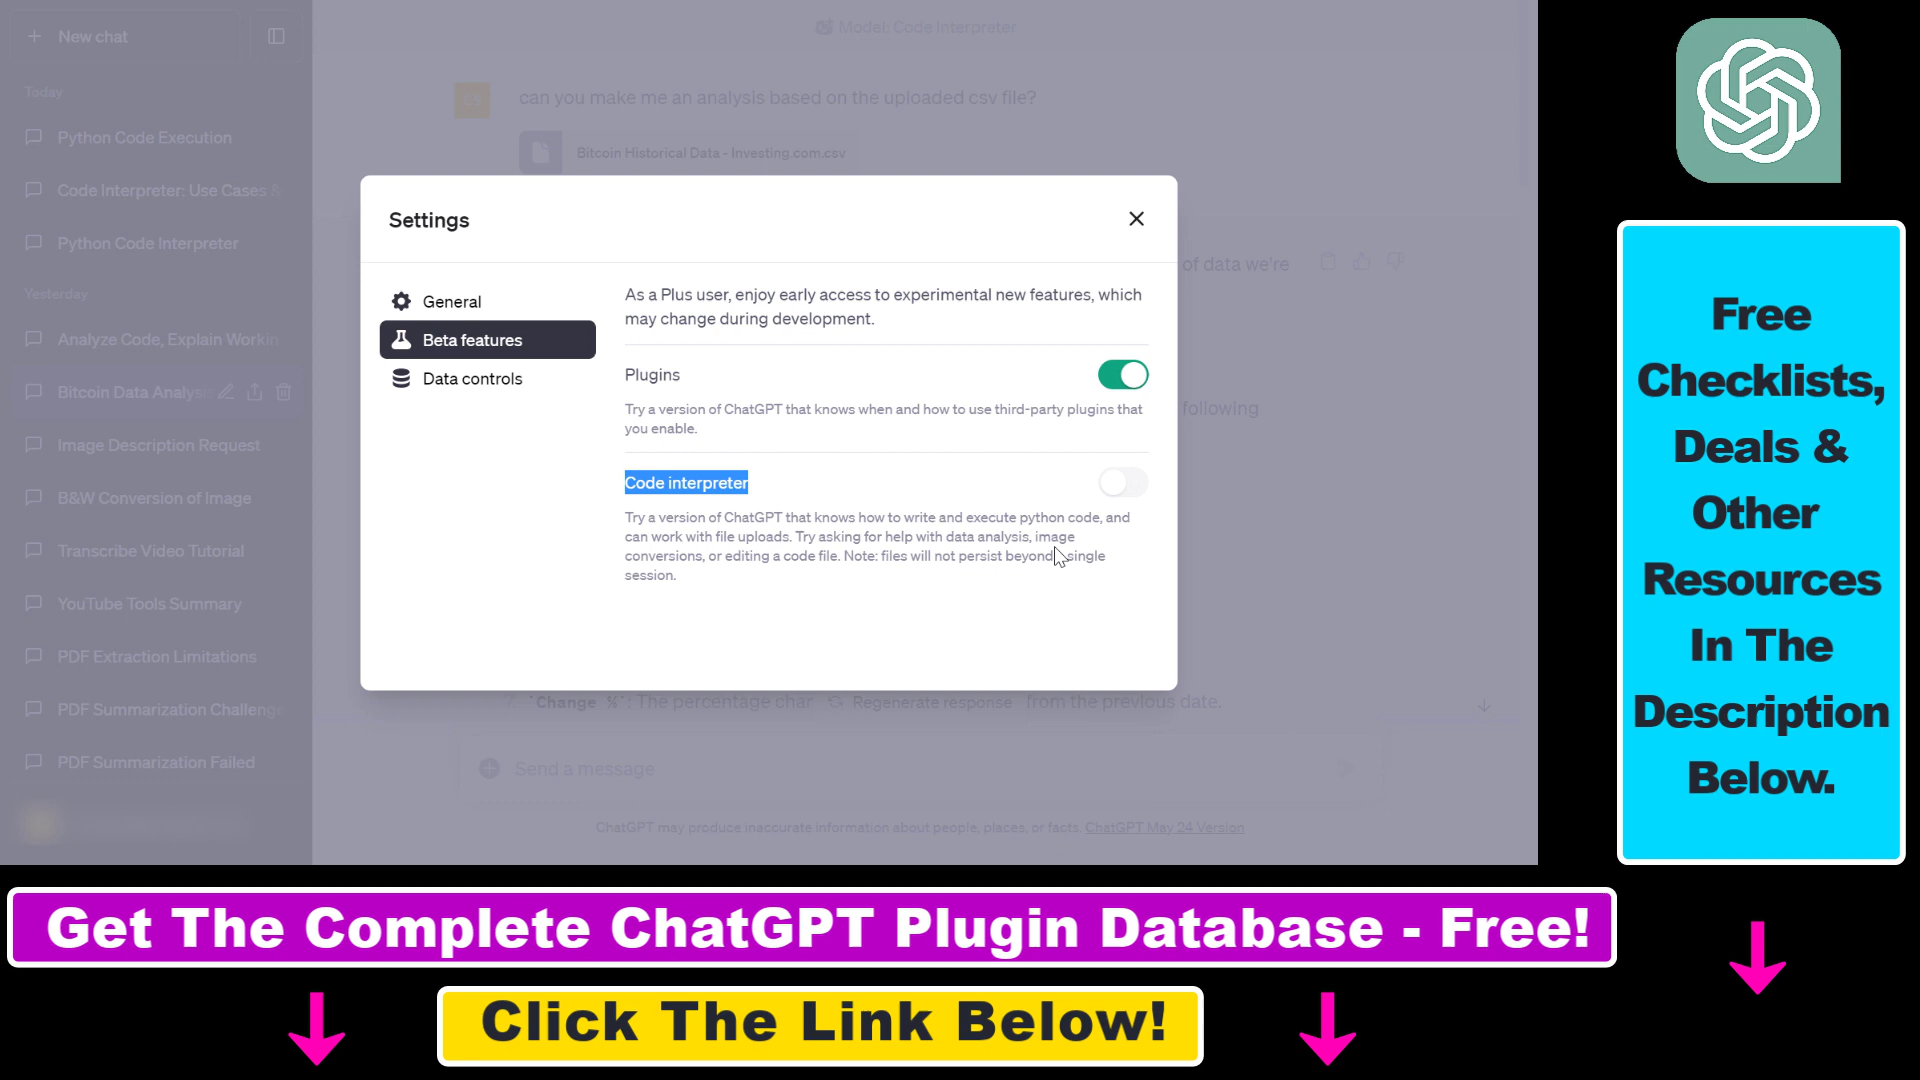 New chat
Model: Code Interpreter
Today
can you make me an analysis based on the uploaded csv file?
Python Code Execution
Bitcoin Historical Data - Investing.com.csv
Code Interpreter: Use Cases &
Python Code Interpreter
Yesterday
Analyze Code, Explain Workin
Bitcoin Data Analysi
Image Description Request
B&W Conversion of Image
Transcribe Video Tutorial
YouTube Tools Summary
PDF Extraction Limitations
PDF Summarization Challenge
PDF Summarization Failed
Settings
General
Beta features
Data controls
As a Plus user, enjoy early access to experimental new features, which
may change during development.
Plugins
Try a version of ChatGPT that knows when and how to use third-party plugins that
you enable.
Code interpreter
Try a version of ChatGPT that knows how to write and execute python code, and
can work with file uploads. Try asking for help with data analysis, image
conversions, or editing a code file. Note: files will not persist beyond single
session.
of data we're
following
`Change %`: The percentage char
Regenerate response
from the previous date.
Send a message
ChatGPT may produce inaccurate information about people, places, or facts. ChatGPT May 24 Version
Free
Checklists,
Deals &
Other
Resources
In The
Description
Below.
Get The Complete ChatGPT Plugin Database - Free!
Click The Link Below!